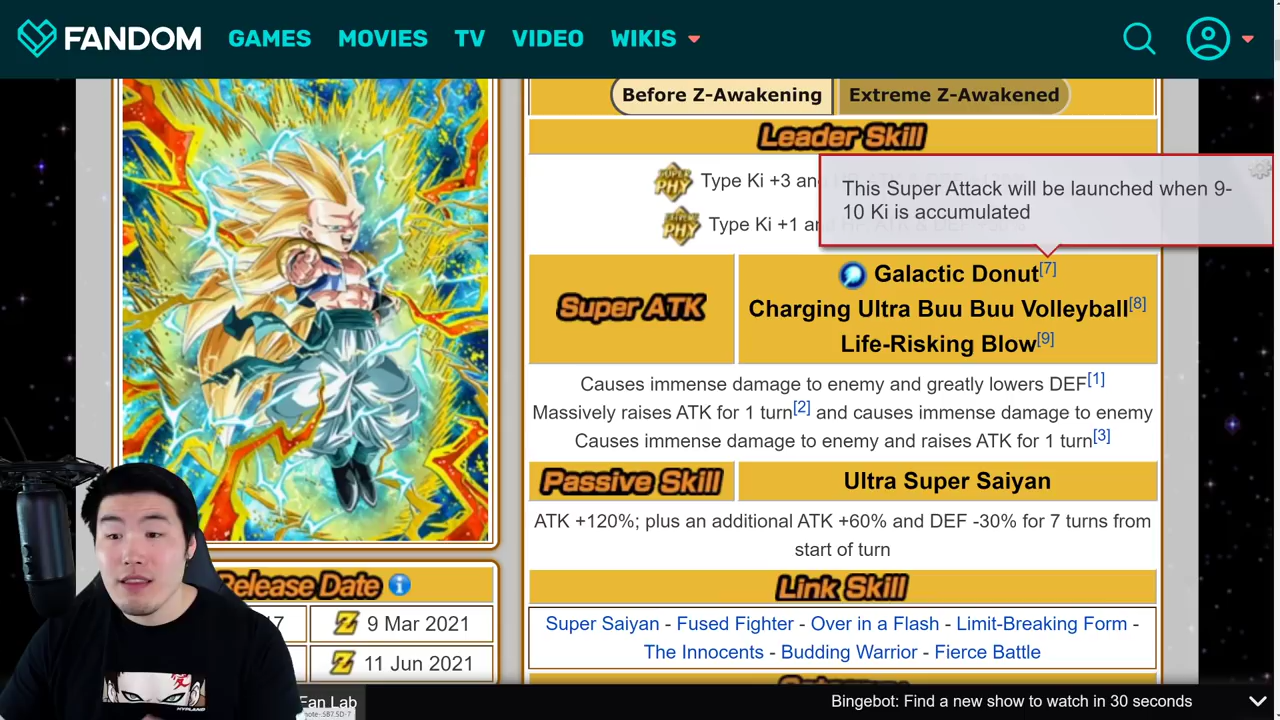 FANDOM GAMES MOVIES TV VIDEO WIKIS
Before Z-Awakening Extreme Z-Awakened
Leader Skill
SUPER PHY Type Ki +3 an
EXTREME PHY Type Ki +1 an
This Super Attack will be launched when 9-
10 Ki is accumulated
Super ATK
Galactic Donut[7]
Charging Ultra Buu Buu Volleyball[8]
Life-Risking Blow[9]
Causes immense damage to enemy and greatly lowers DEF[1]
Massively raises ATK for 1 turn[2] and causes immense damage to enemy
Causes immense damage to enemy and raises ATK for 1 turn[3]
Passive Skill Ultra Super Saiyan
ATK +120%; plus an additional ATK +60% and DEF -30% for 7 turns from
start of turn
Link Skill
Super Saiyan - Fused Fighter - Over in a Flash - Limit-Breaking Form -
The Innocents - Budding Warrior - Fierce Battle
Release Date
17 Z 9 Mar 2021
Z 11 Jun 2021
Fan Lab
Bingebot: Find a new show to watch in 30 seconds